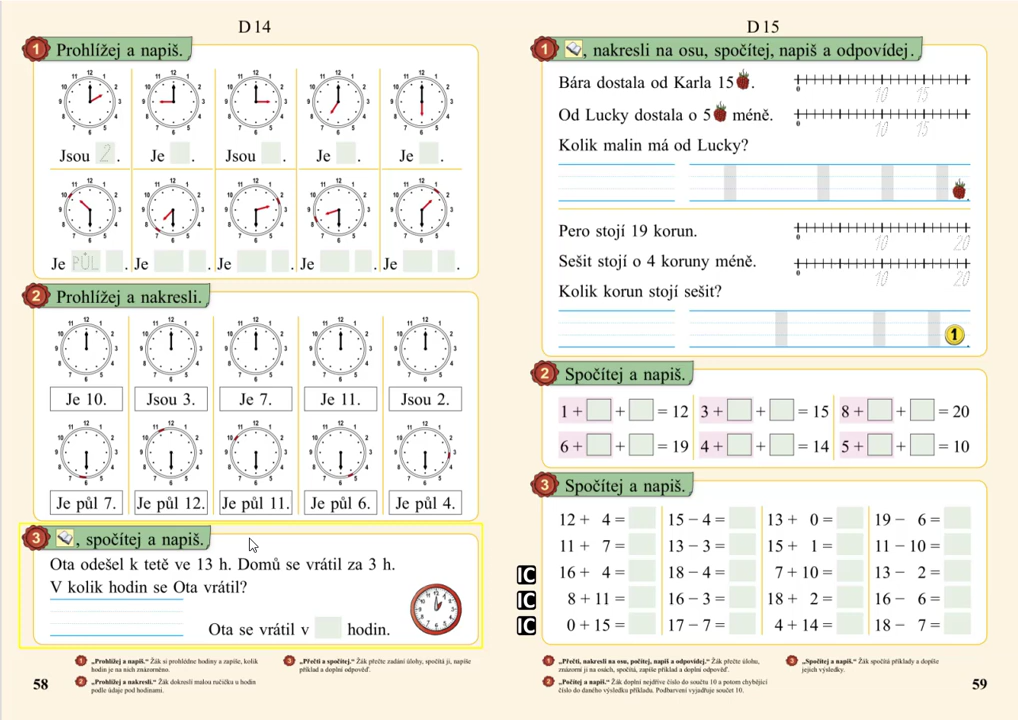 D 14
1 Prohlížej a napiš.
Jsou 2 . Je . Jsou . Je . Je .
Je PŮL . Je . Je . Je . Je .
2 Prohlížej a nakresli.
Je 10. Jsou 3. Je 7. Je 11. Jsou 2.
Je půl 7. Je půl 12. Je půl 11. Je půl 6. Je půl 4.
3 , spočítej a napiš.
Ota odešel k tetě ve 13 h. Domů se vrátil za 3 h.
V kolik hodin se Ota vrátil?
Ota se vrátil v hodin.
1 „Prohlížej a napiš.“ Žák si prohlédne hodiny a zapíše, kolik
hodin je na nich znázorněno.
2 „Prohlížej a nakresli.“ Žák dokreslí malou ručičku u hodin
podle údaje pod hodinami.
3 „Přečti a spočítej.“ Žák přečte zadání úlohy, spočítá ji, napíše
příklad a doplní odpověď.
58
D 15
1 , nakresli na osu, spočítej, napiš a odpovídej.
Bára dostala od Karla 15 .
0 10 15
Od Lucky dostala o 5 méně.
0 10 15
Kolik malin má od Lucky?
Pero stojí 19 korun.
0 10 20
Sešit stojí o 4 koruny méně.
0 10 20
Kolik korun stojí sešit?
1
2 Spočítej a napiš.
1 + + = 12 3 + + = 15 8 + + = 20
6 + + = 19 4 + + = 14 5 + + = 10
3 Spočítej a napiš.
12 + 4 = 15 − 4 = 13 + 0 = 19 − 6 =
11 + 7 = 13 − 3 = 15 + 1 = 11 − 10 =
IC 16 + 4 = 18 − 4 = 7 + 10 = 13 − 2 =
IC 8 + 11 = 16 − 3 = 18 + 2 = 16 − 6 =
IC 0 + 15 = 17 − 7 = 4 + 14 = 18 − 7 =
1 „Přečti, nakresli na osu, počítej, napiš a odpovídej.“ Žák přečte úlohu,
znázorní ji na osách, spočítá, zapíše příklad a doplní odpověď.
2 „Počítej a napiš.“ Žák doplní nejdříve číslo do součtu 10 a potom chybějící
číslo do daného výsledku příkladu. Podbarvení vyjadřuje součet 10.
3 „Spočítej a napiš.“ Žák spočítá příklady a dopíše
jejich výsledky.
59